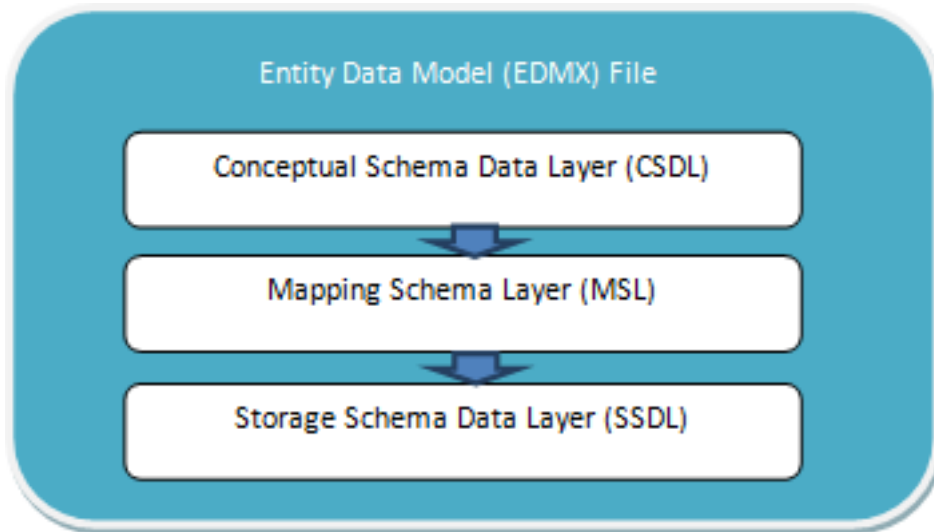 Entity Data Model (EDMX) File
Conceptual Schema Data Layer (CSDL)
Mapping Schema Layer (MSL)
Storage Schema Data Layer (SSDL)